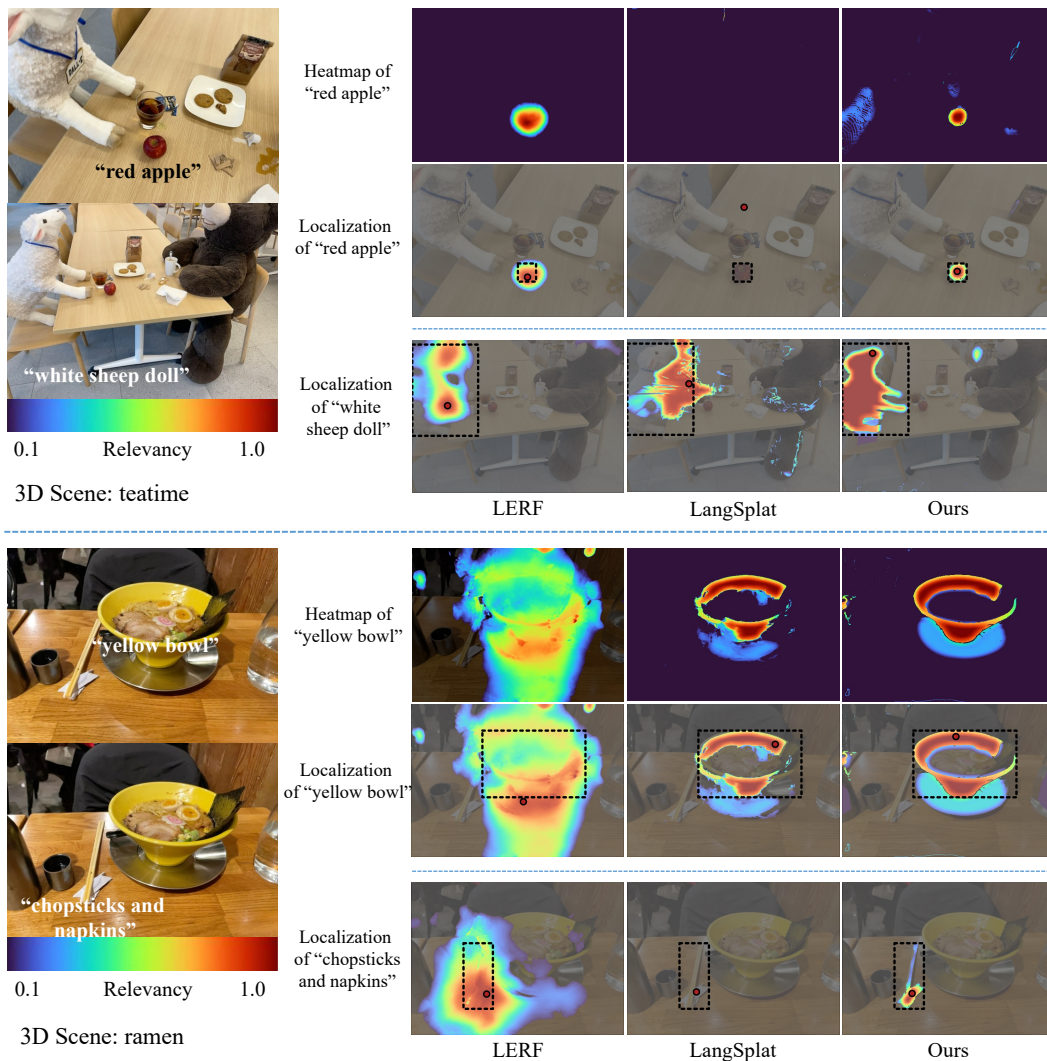 "red apple"
"white sheep doll"
0.1 Relevancy 1.0
3D Scene: teatime
Heatmap of
"red apple"
Localization
of "red apple"
Localization
of "white
sheep doll"
LERF LangSplat Ours
"yellow bowl"
"chopsticks and
napkins"
0.1 Relevancy 1.0
3D Scene: ramen
Heatmap of
"yellow bowl"
Localization
of "yellow bowl"
Localization
of "chopsticks
and napkins"
LERF LangSplat Ours